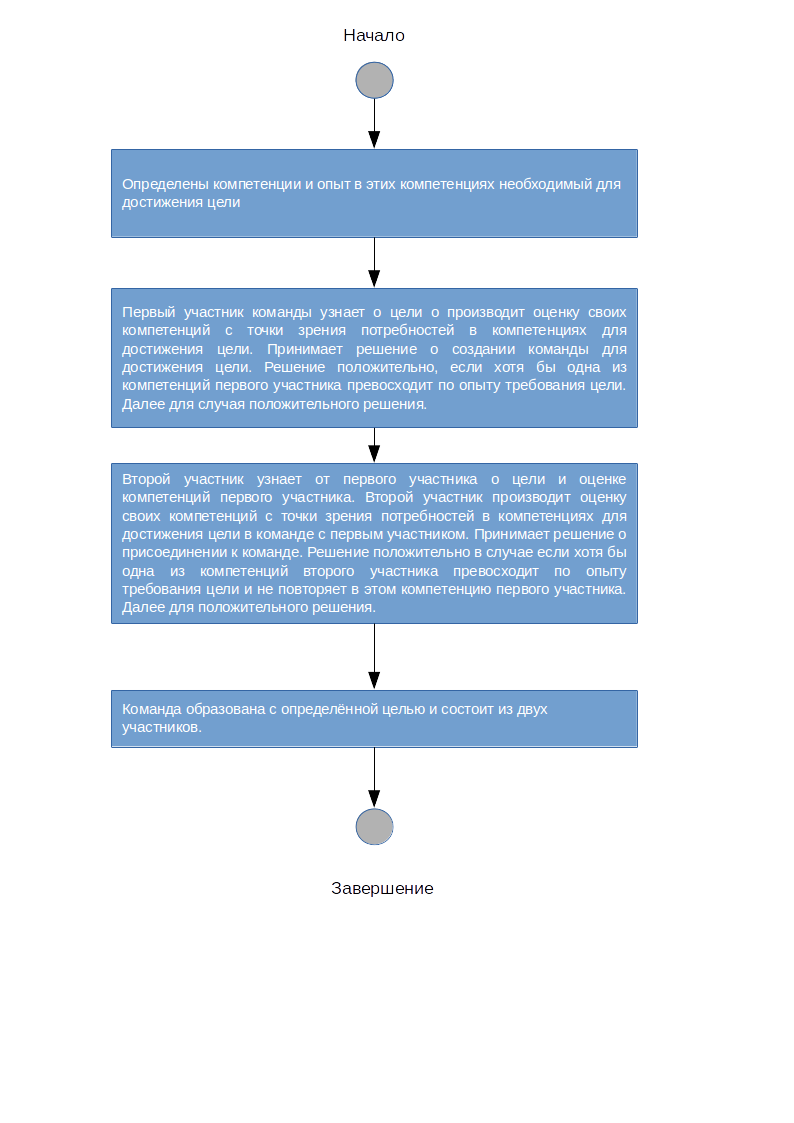 Начало
Определены компетенции и опыт в этих компетенциях необходимый для
достижения цели
Первый участник команды узнает о цели о производит оценку своих
компетенций с точки зрения потребностей в компетенциях для
достижения цели. Принимает решение о создании команды для
достижения цели. Решение положительно, если хотя бы одна из
компетенций первого участника превосходит по опыту требования цели.
Далее для случая положительного решения.
Второй участник узнает от первого участника о цели и оценке
компетенций первого участника. Второй участник производит оценку
своих компетенций с точки зрения потребностей в компетенциях для
достижения цели в команде с первым участником. Принимает решение о
присоединении к команде. Решение положительно в случае если хотя бы
одна из компетенций второго участника превосходит по опыту
требования цели и не повторяет в этом компетенцию первого участника.
Далее для положительного решения.
Команда образована с определённой целью и состоит из двух
участников.
Завершение